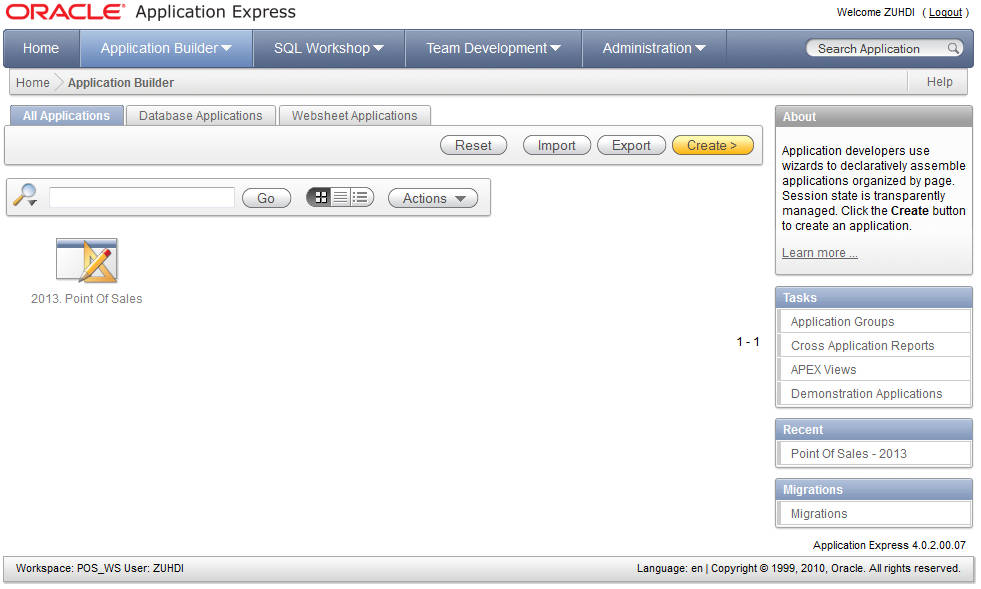 ORACLE® Application Express
Welcome ZUHDI ( Logout )
Home
Application Builder
SQL Workshop
Team Development
Administration
Search Application
Home
Application Builder
Help
All Applications
Database Applications
Websheet Applications
Reset
Import
Export
Create >
Go
Actions
2013. Point Of Sales
1 - 1
About
Application developers use
wizards to declaratively assemble
applications organized by page.
Session state is transparently
managed. Click the Create button
to create an application.
Learn more ...
Tasks
Application Groups
Cross Application Reports
APEX Views
Demonstration Applications
Recent
Point Of Sales - 2013
Migrations
Migrations
Application Express 4.0.2.00.07
Workspace: POS_WS User: ZUHDI
Language: en | Copyright © 1999, 2010, Oracle. All rights reserved.